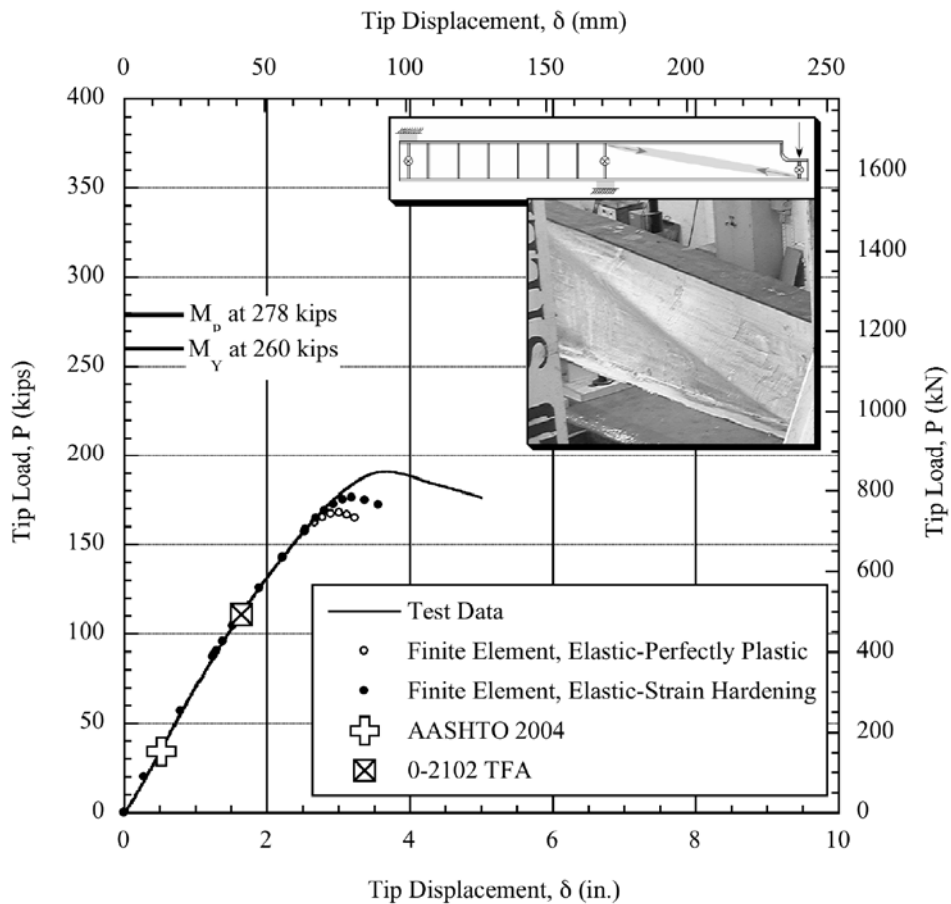 Tip Displacement, δ (mm)
0 50 100 150 200 250
400
350
300
250
200
150
100
50
0
Tip Load, P (kips)
1600
1400
1200
1000
800
600
400
200
0
Tip Load, P (kN)
Mp at 278 kips
MY at 260 kips
Test Data
Finite Element, Elastic-Perfectly Plastic
Finite Element, Elastic-Strain Hardening
AASHTO 2004
0-2102 TFA
0 2 4 6 8 10
Tip Displacement, δ (in.)